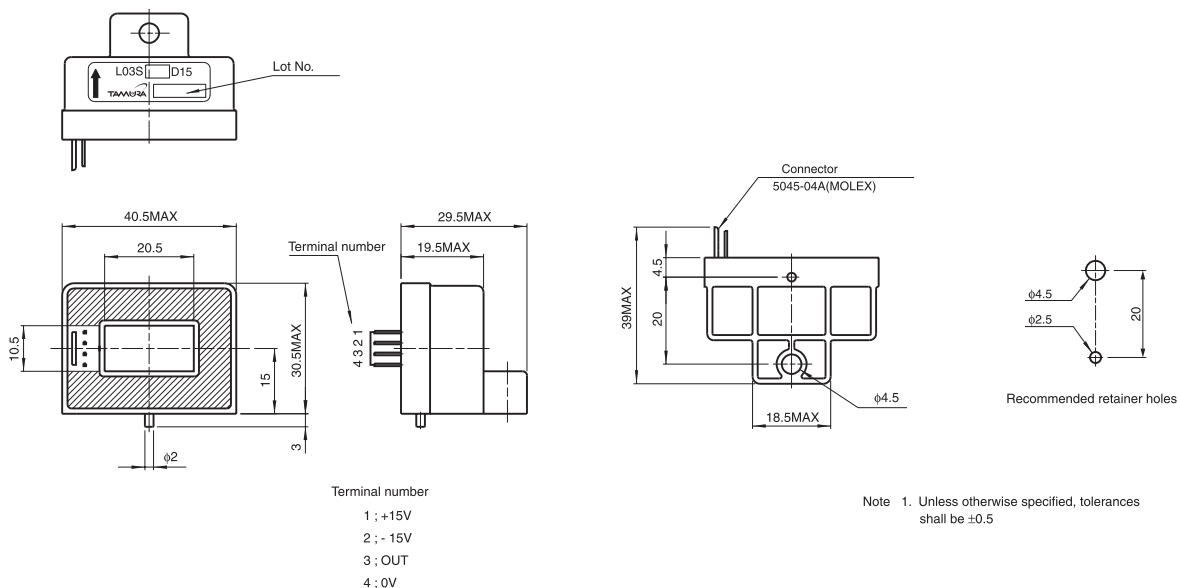 L03S D15
TAMURA
Lot No.
Connector
5045-04A(MOLEX)
40.5MAX
20.5
10.5
30.5MAX
15
3
ϕ2
Terminal number
4 3 2 1
29.5MAX
19.5MAX
39MAX
4.5
20
18.5MAX
ϕ4.5
ϕ4.5
ϕ2.5
20
Recommended retainer holes
Terminal number
1 ; +15V
2 ; - 15V
3 ; OUT
4 ; 0V
Note 1. Unless otherwise specified, tolerances
shall be ±0.5